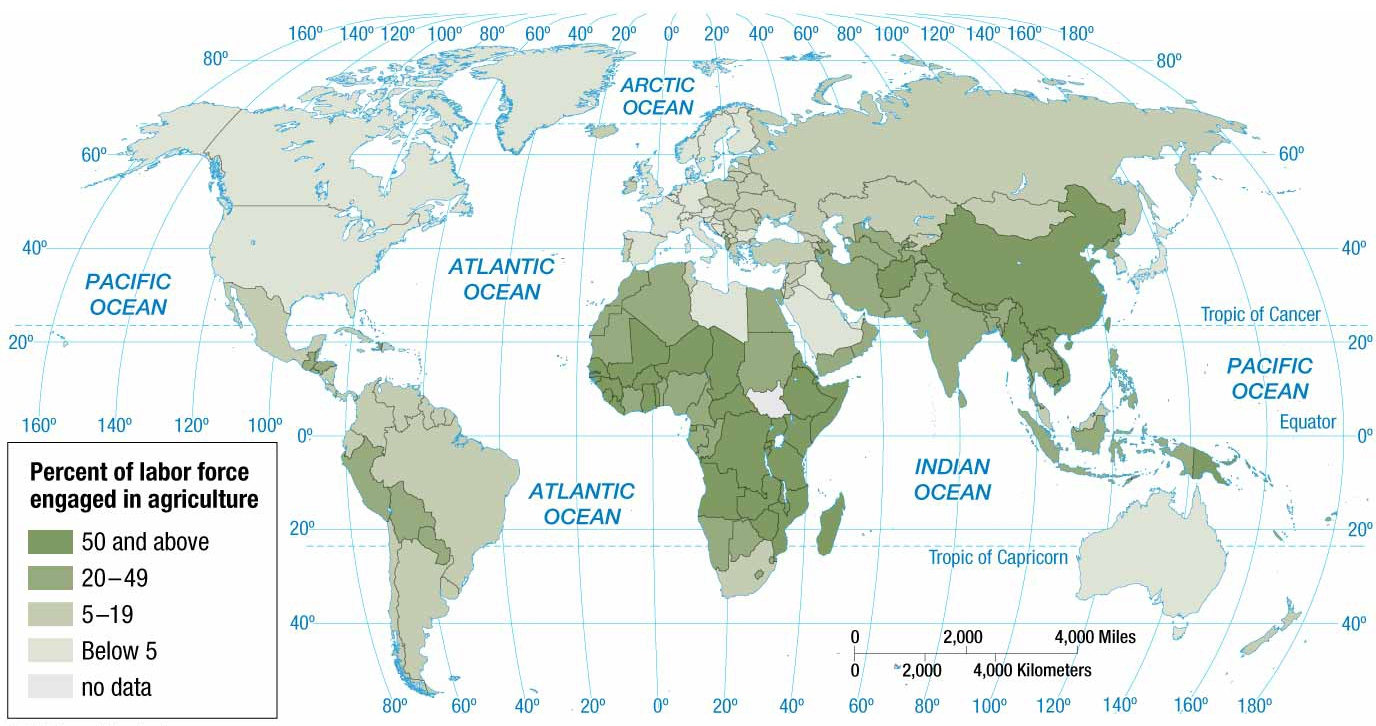 160º 140º 120º 100º 80º 60º 40º 20º 0º 20º 40º 60º 80º 100º 120º 140º 160º 180º
80º 80º
ARCTIC
OCEAN
60º 60º
40º 40º
PACIFIC
OCEAN
ATLANTIC
OCEAN
Tropic of Cancer
20º 20º
PACIFIC
OCEAN
160º 140º 120º 100º
Equator
0º 0º
INDIAN
OCEAN
ATLANTIC
OCEAN
20º 20º
Tropic of Capricorn
40º 40º
0 2,000 4,000 Miles
0 2,000 4,000 Kilometers
80º 60º 40º 20º 0º 20º 40º 60º 80º 100º 120º 140º 160º 180º
Percent of labor force
engaged in agriculture
50 and above
20–49
5–19
Below 5
no data